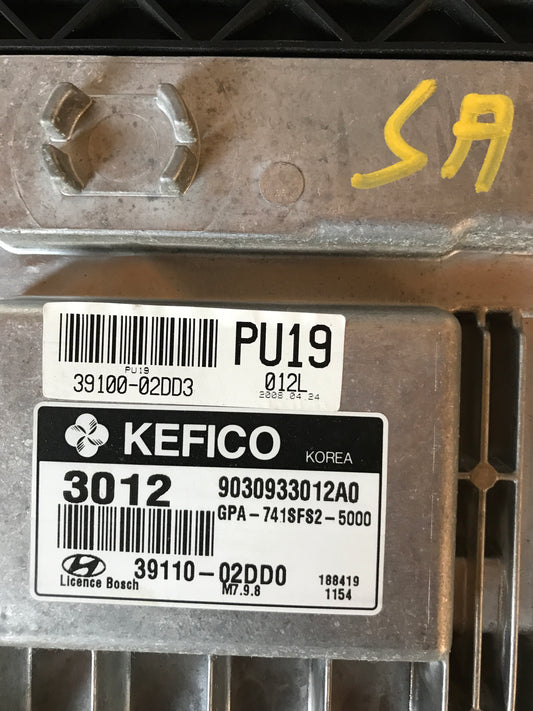 SA
PU19
PU19
39100-02DD3
012L
2008.04.24
KEFICO
KOREA
3012
9030933012A0
GPA-741SFS2-5000
39110-02DD0
188419
Licence Bosch
M7.9.8
1154